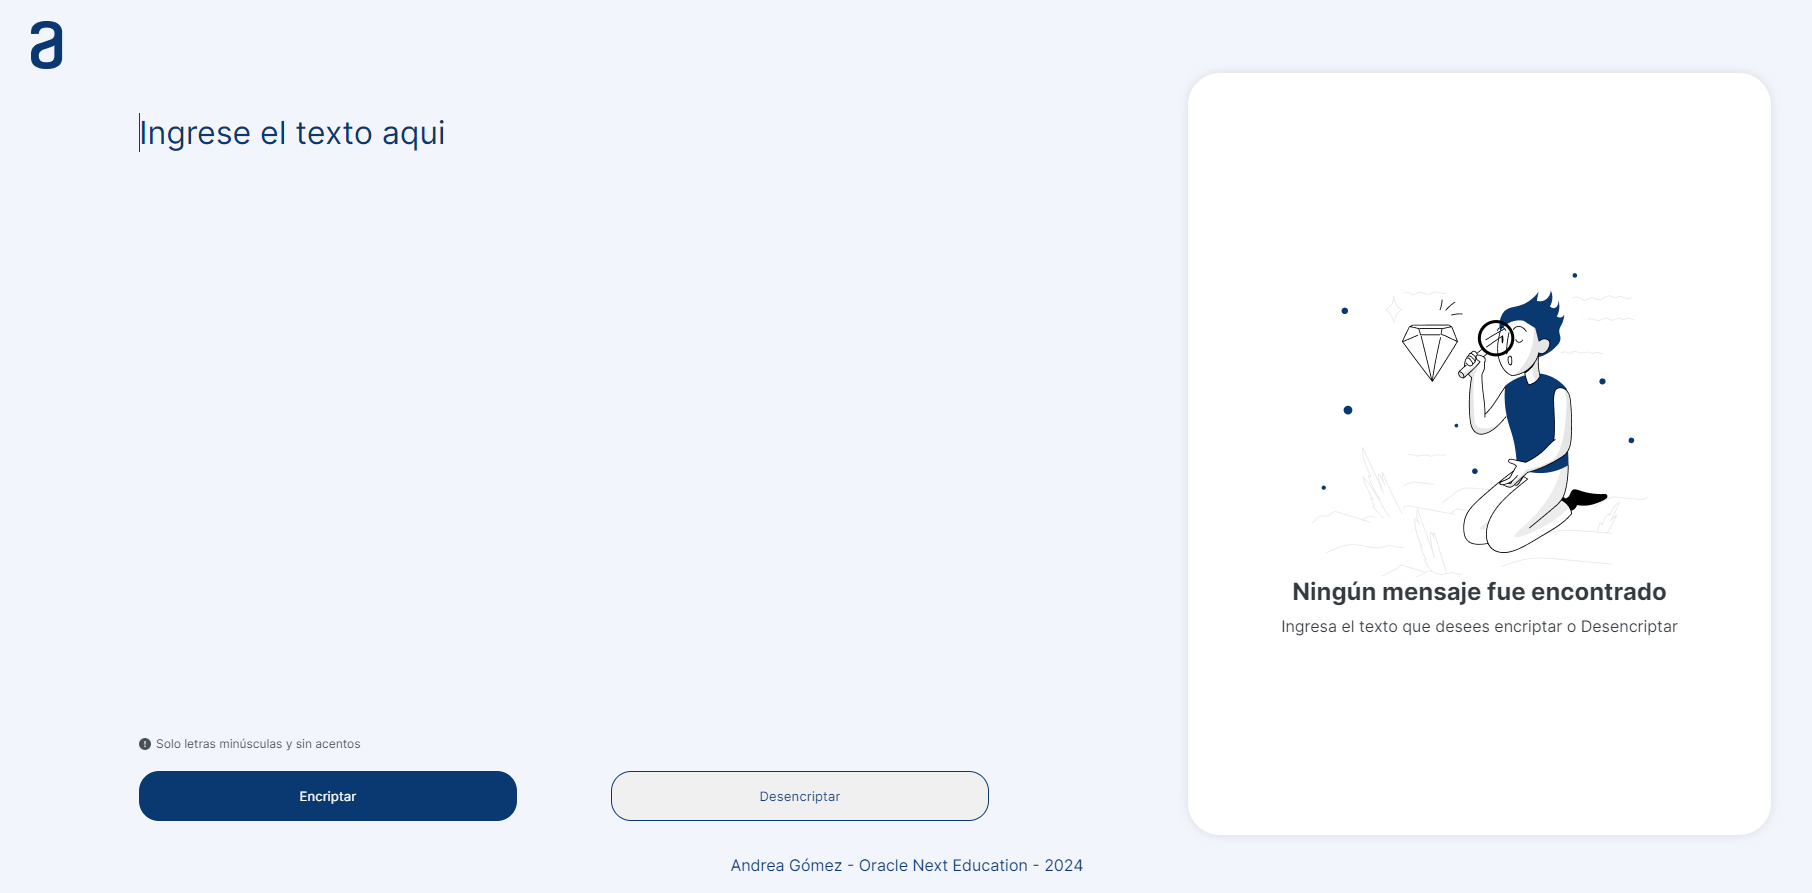 a
Ingrese el texto aqui
Ningún mensaje fue encontrado
Ingresa el texto que desees encriptar o Desencriptar
Solo letras minúsculas y sin acentos
Encriptar
Desencriptar
Andrea Gómez - Oracle Next Education - 2024